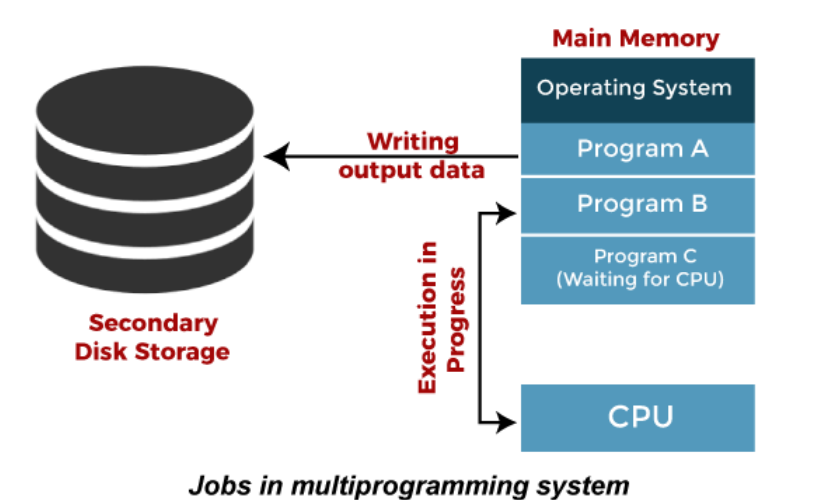 Main Memory
Operating System
Writing
output data
Program A
Program B
Program C
(Waiting for CPU)
Execution in
Progress
Secondary
Disk Storage
CPU
Jobs in multiprogramming system